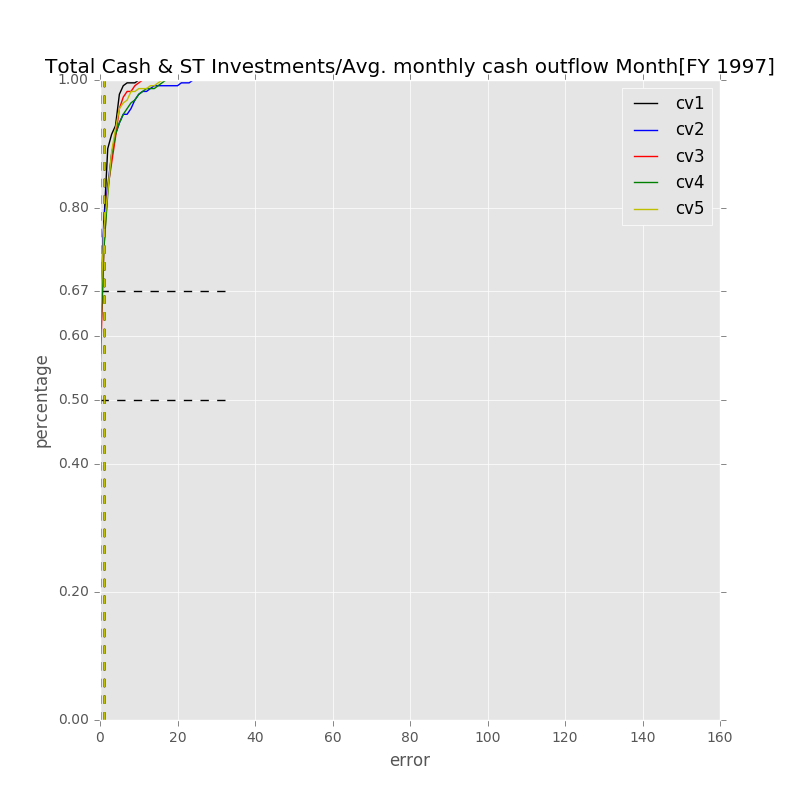 Total Cash & ST Investments/Avg. monthly cash outflow Month[FY 1997]
1.00
0.80
0.67
0.60
0.50
0.40
0.20
0.00
percentage
cv1
cv2
cv3
cv4
cv5
0 20 40 60 80 100 120 140 160
error